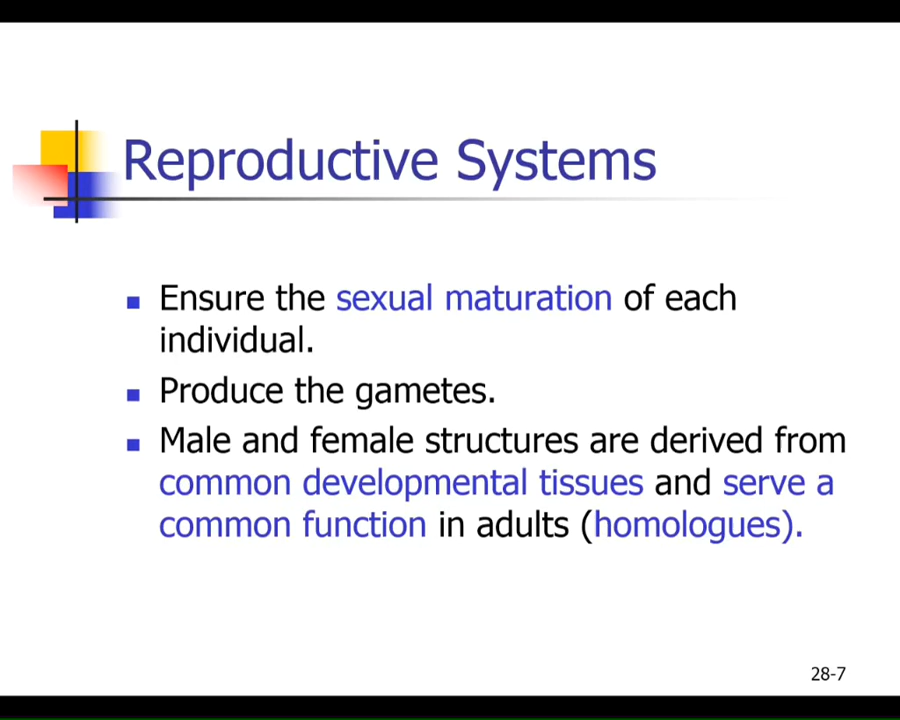 Reproductive Systems
Ensure the sexual maturation of each
individual.
Produce the gametes.
Male and female structures are derived from
common developmental tissues and serve a
common function in adults (homologues).
28-7